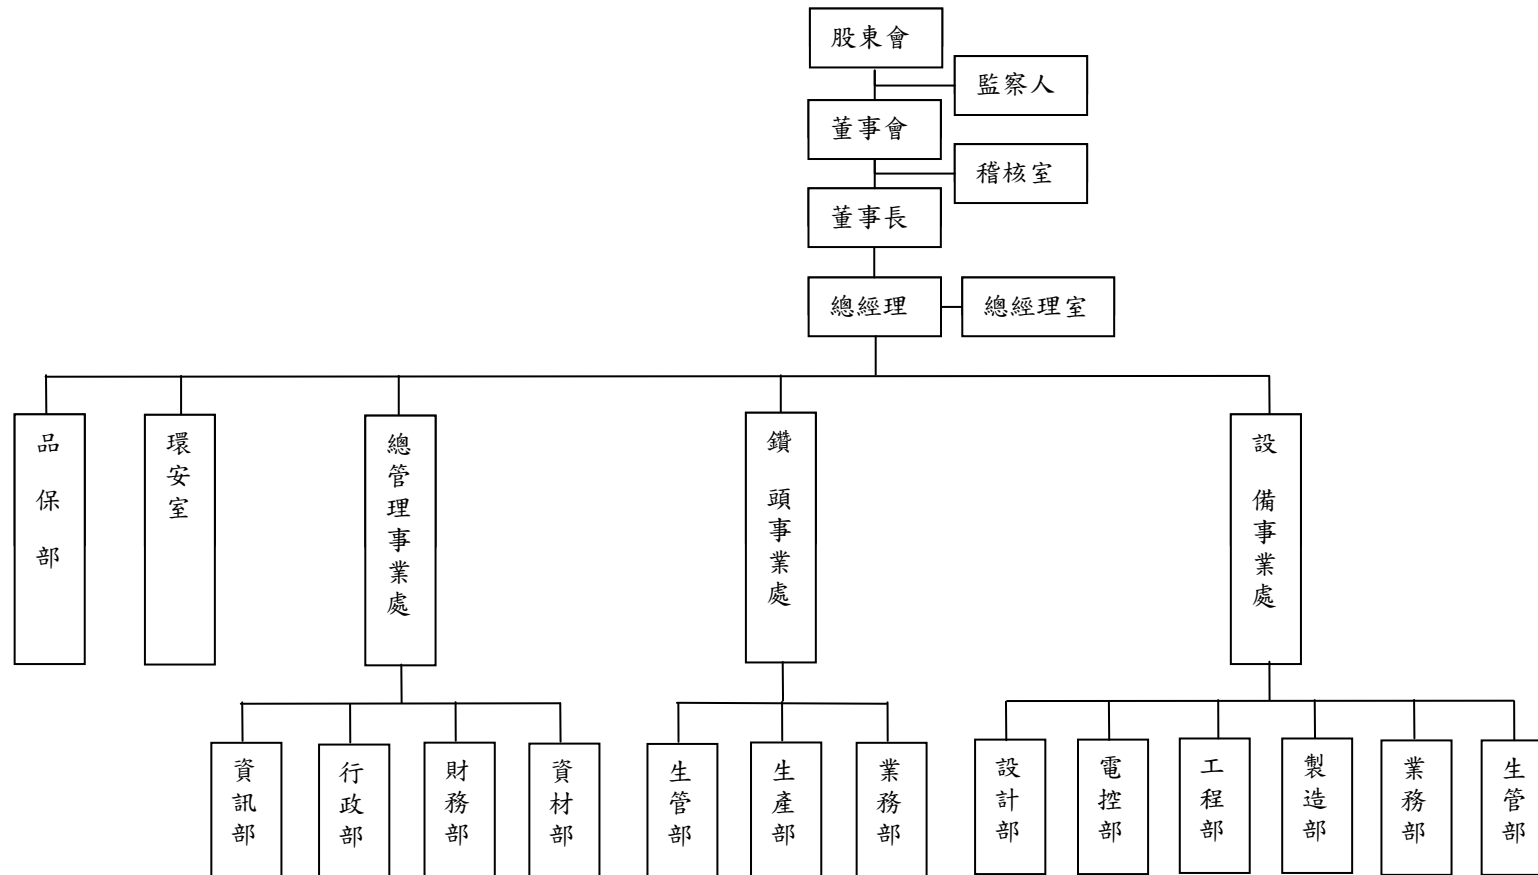 股東會
監察人
董事會
稽核室
董事長
總經理
總經理室
品保部
環安室
總管理事業處
鑽頭事業處
設備事業處
資訊部
行政部
財務部
資材部
生管部
生產部
業務部
設計部
電控部
工程部
製造部
業務部
生管部